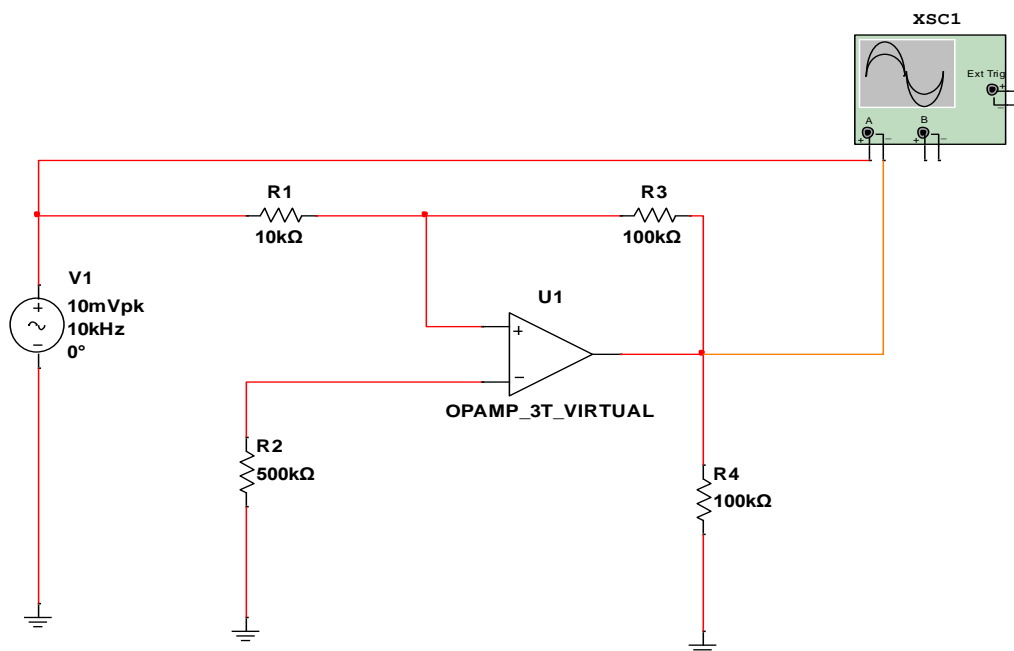 XSC1
Ext Trig
+
−
A
B
+ − + −
R1
10kΩ
R3
100kΩ
V1
+
10mVpk
10kHz
−
0°
U1
+
−
OPAMP_3T_VIRTUAL
R2
500kΩ
R4
100kΩ